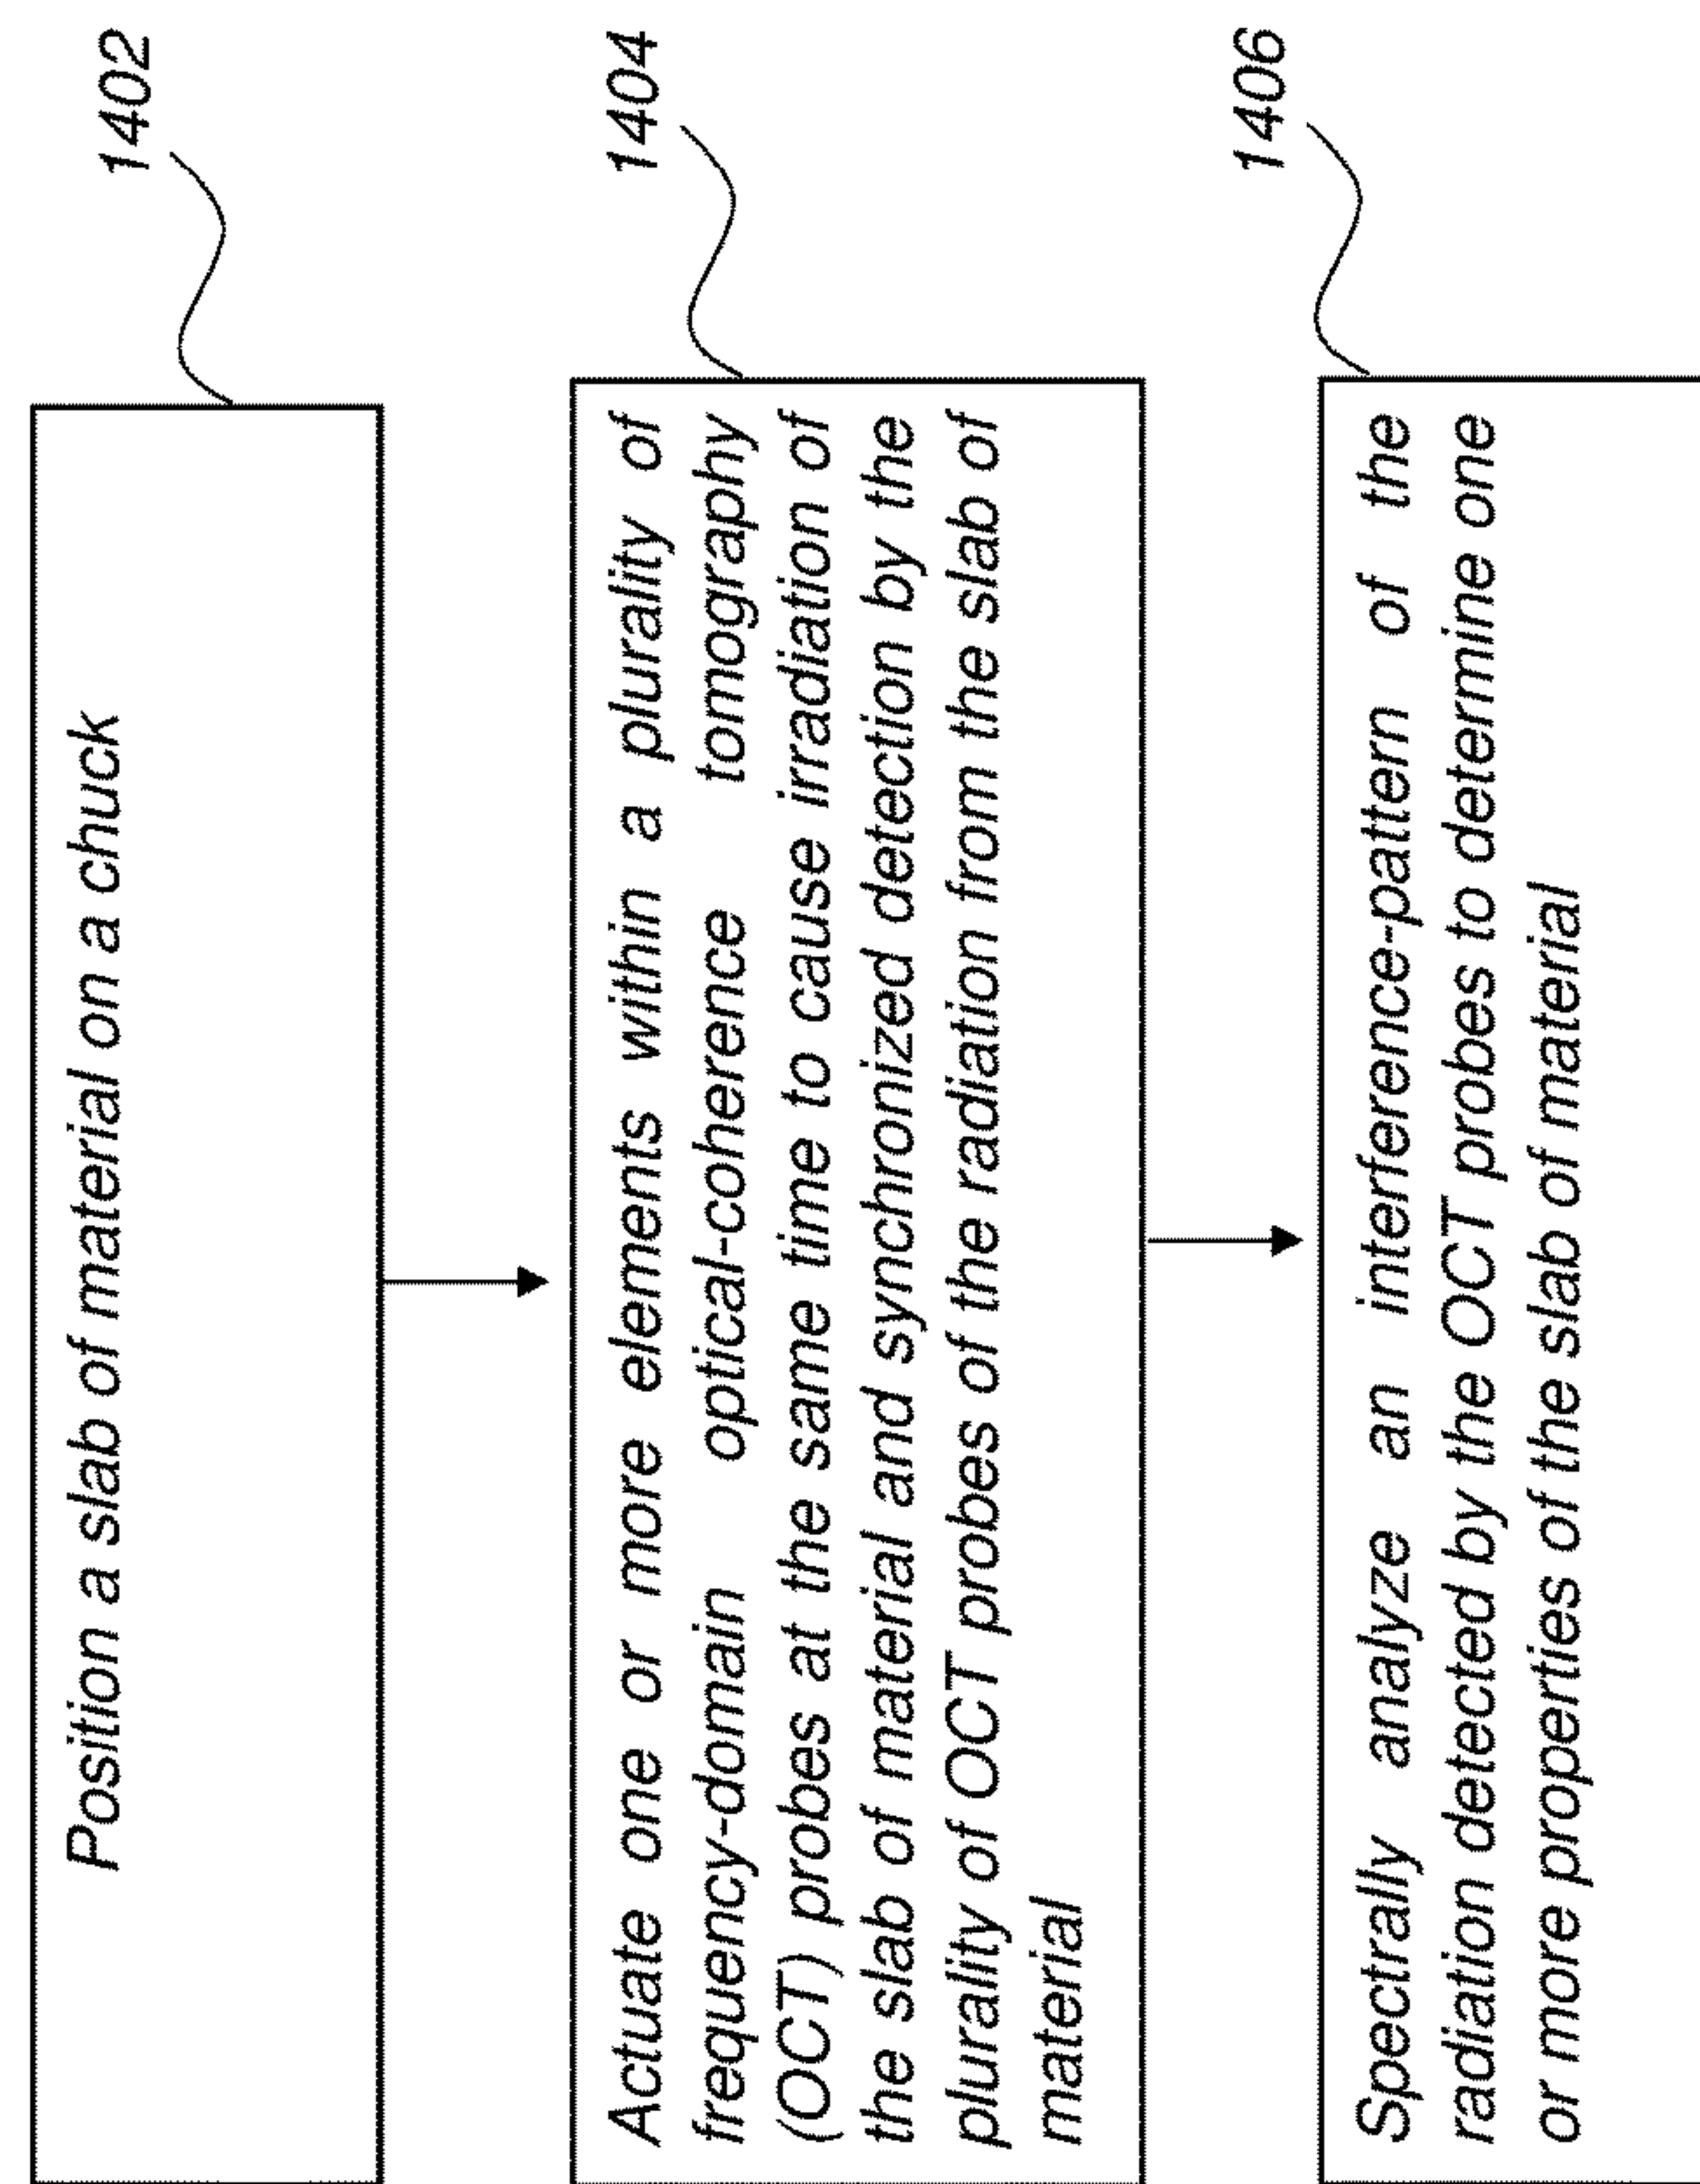 1402
Position a slab of material on a chuck
1404
Actuate one or more elements within a plurality of
frequency-domain optical-coherence tomography
(OCT) probes at the same time to cause irradiation of
the slab of material and synchronized detection by the
plurality of OCT probes of the radiation from the slab of
material
1406
Spectrally analyze an interference-pattern of the
radiation detected by the OCT probes to determine one
or more properties of the slab of material